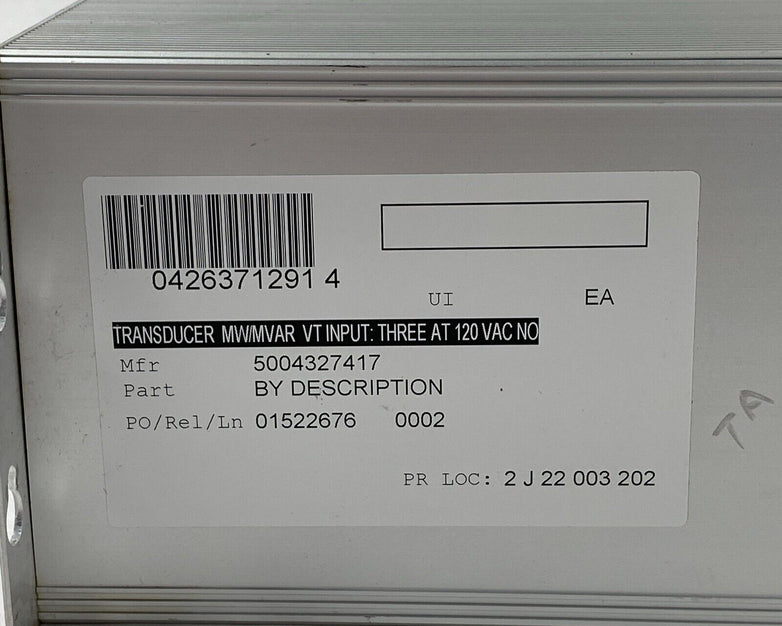 0426371291 4
UI EA
TRANSDUCER MW/MVAR VT INPUT: THREE AT 120 VAC NO
Mfr 5004327417
Part BY DESCRIPTION
PO/Rel/Ln 01522676 0002
TA
PR LOC: 2 J 22 003 202